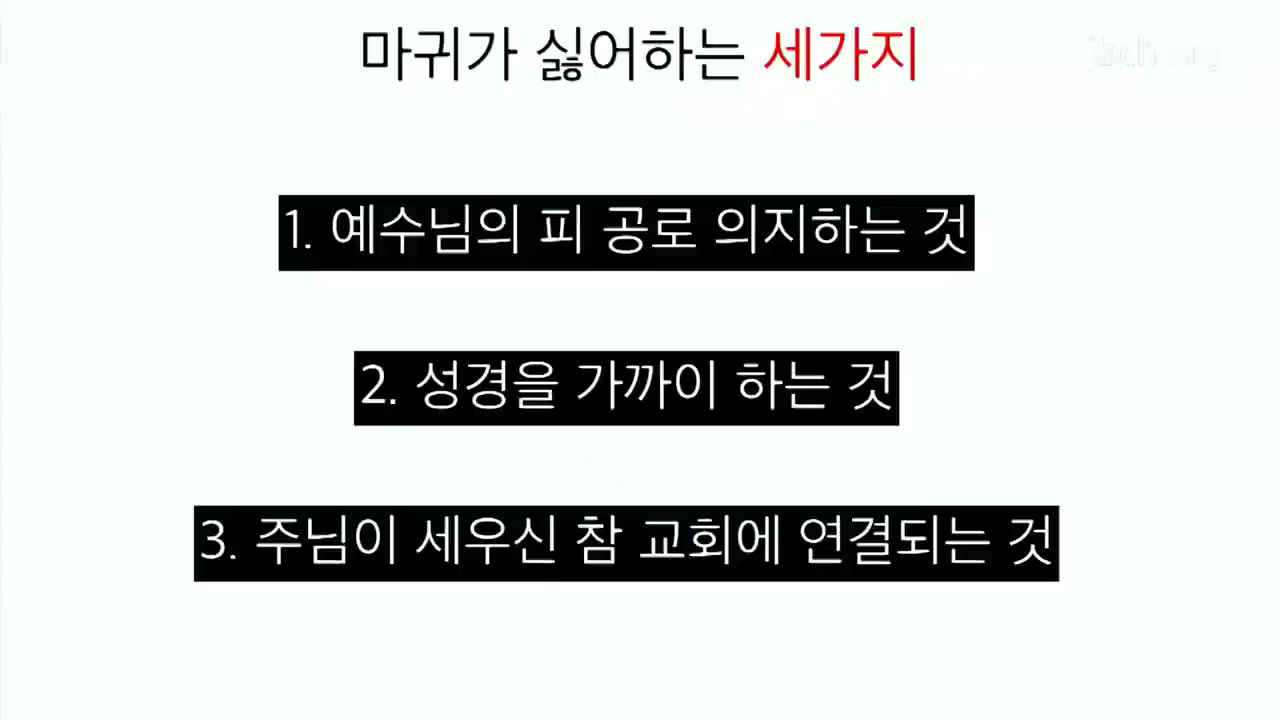 마귀가 싫어하는 세가지
1. 예수님의 피 공로 의지하는 것
2. 성경을 가까이 하는 것
3. 주님이 세우신 참 교회에 연결되는 것